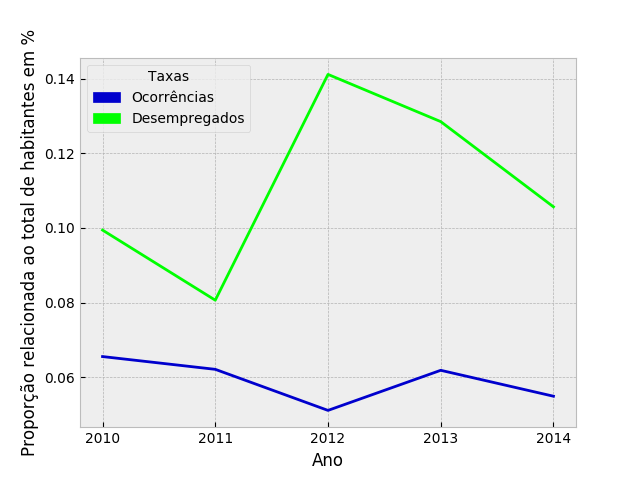 Proporção relacionada ao total de habitantes em %
0.14
0.12
0.10
0.08
0.06
Taxas
Ocorrências
Desempregados
2010 2011 2012 2013 2014
Ano